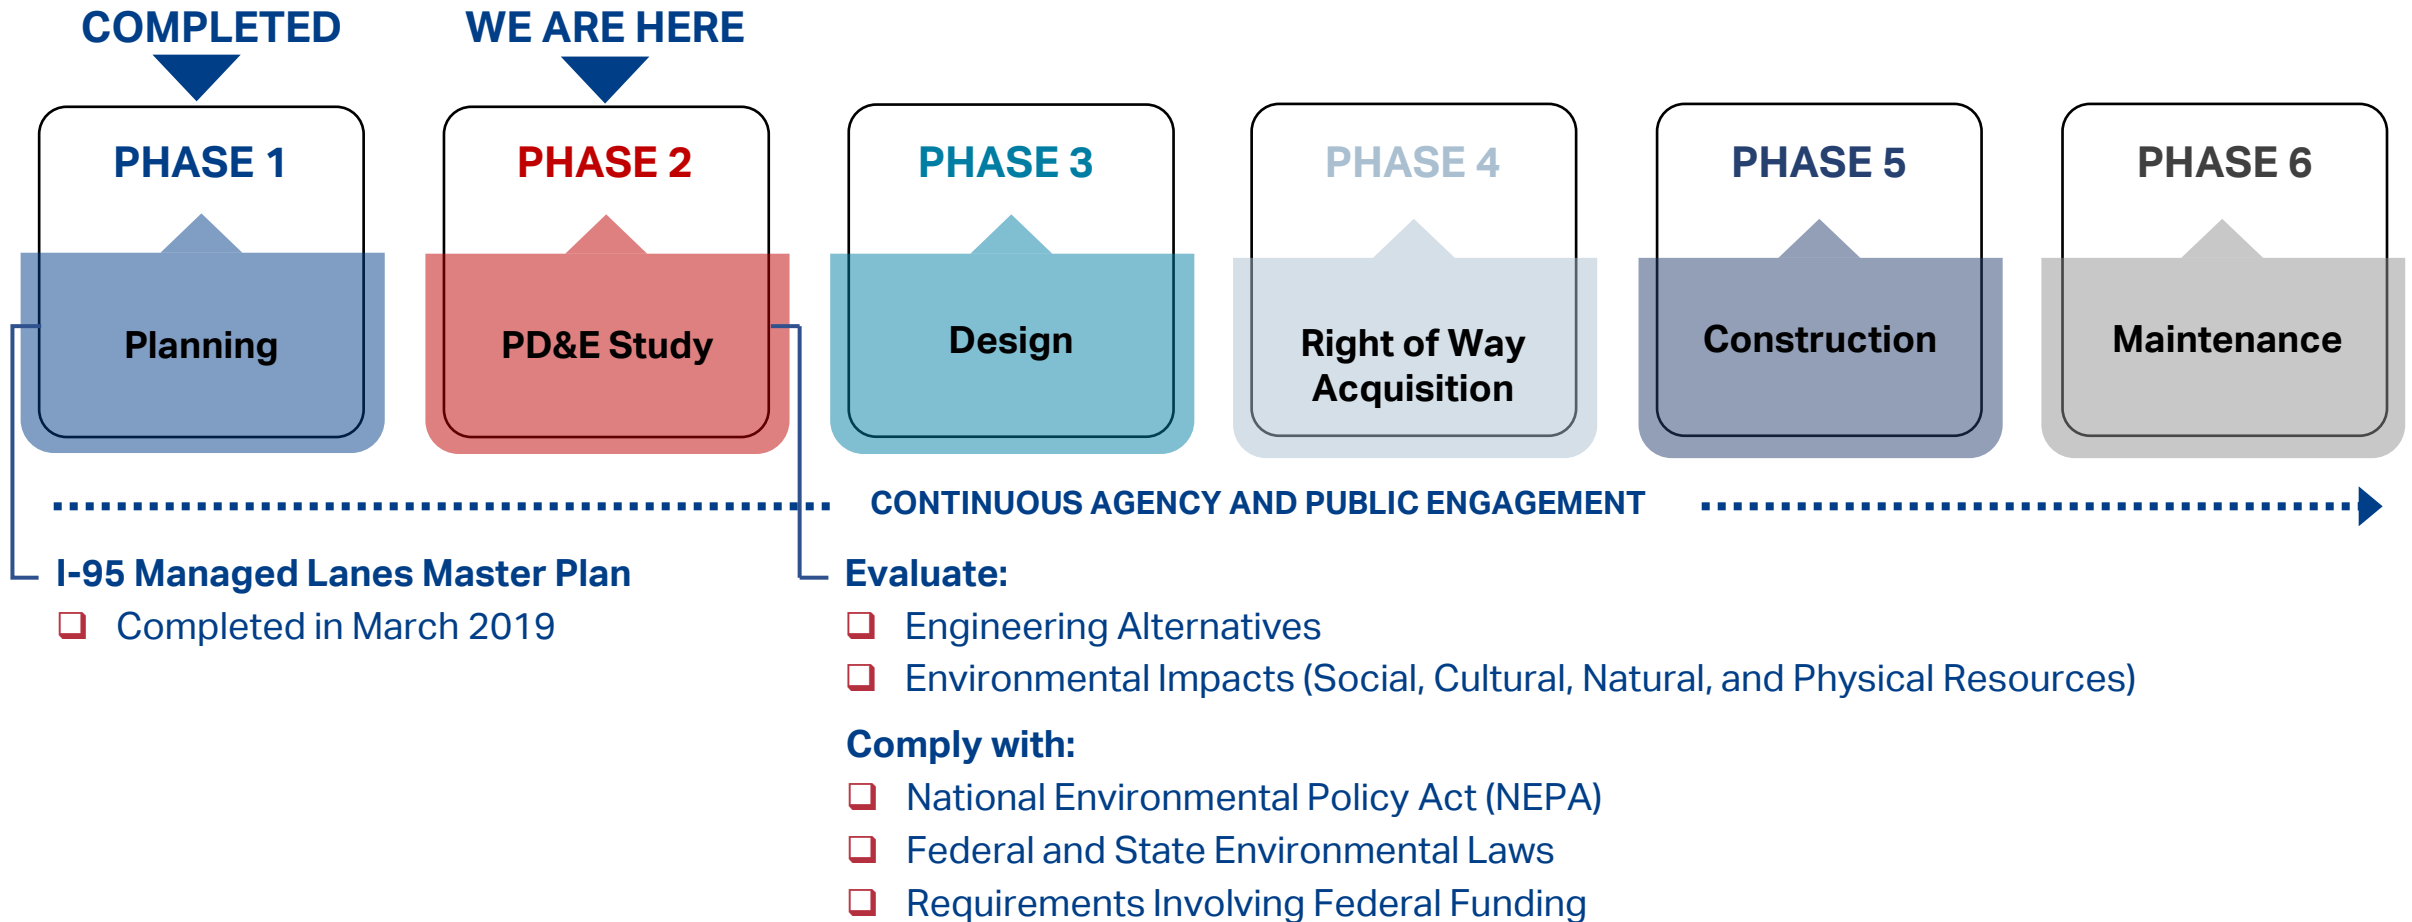 COMPLETED
WE ARE HERE
PHASE 1
PHASE 2
PHASE 3
PHASE 4
PHASE 5
PHASE 6
Planning
PD&E Study
Design
Right of Way
Acquisition
Construction
Maintenance
CONTINUOUS AGENCY AND PUBLIC ENGAGEMENT
I-95 Managed Lanes Master Plan
Completed in March 2019
Evaluate:
Engineering Alternatives
Environmental Impacts (Social, Cultural, Natural, and Physical Resources)
Comply with:
National Environmental Policy Act (NEPA)
Federal and State Environmental Laws
Requirements Involving Federal Funding